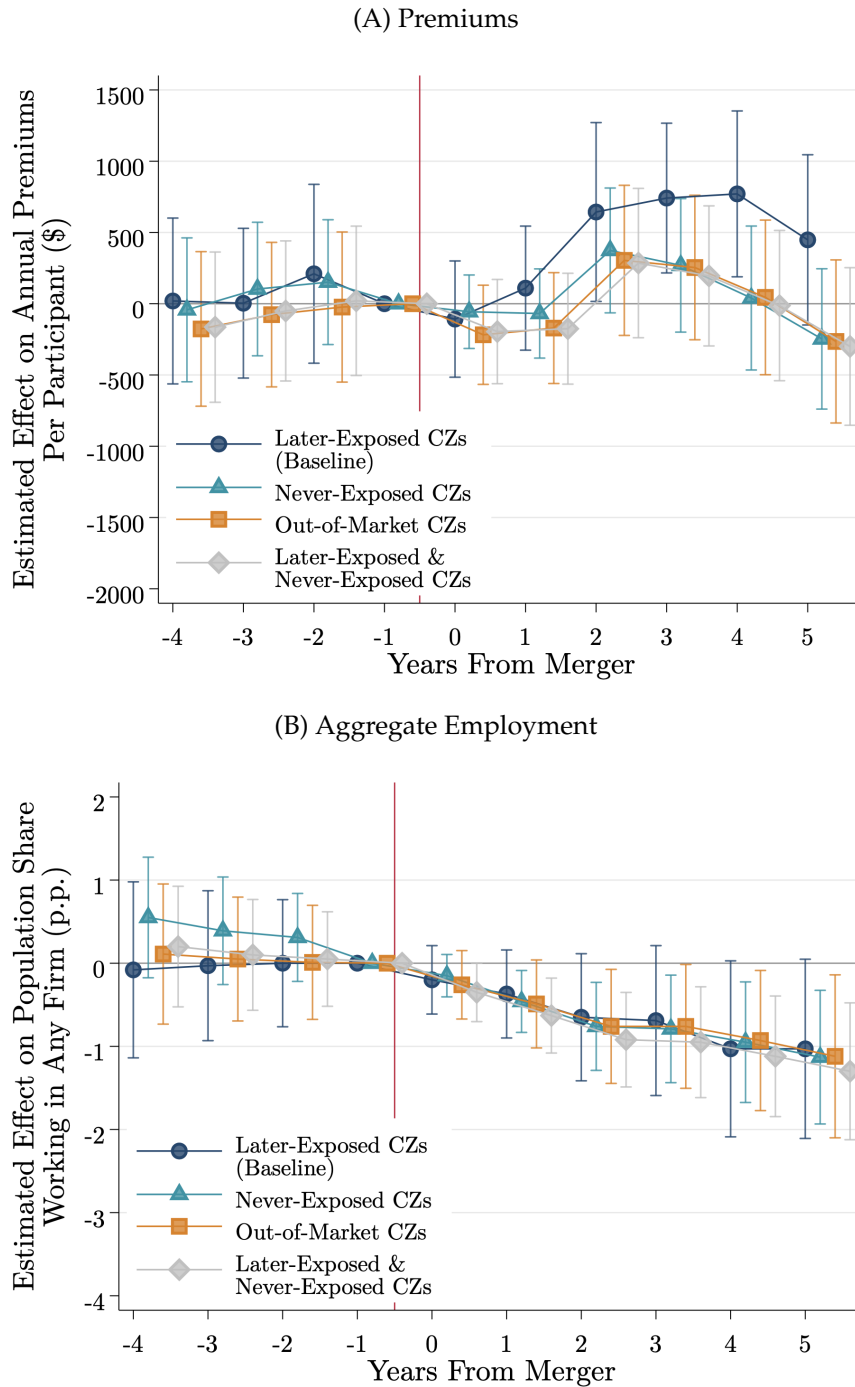 (A) Premiums
Estimated Effect on Annual Premiums
Per Participant ($)
1500
1000
500
0
-500
-1000
-1500
-2000
Later-Exposed CZs
(Baseline)
Never-Exposed CZs
Out-of-Market CZs
Later-Exposed &
Never-Exposed CZs
-4 -3 -2 -1 0 1 2 3 4 5
Years From Merger
(B) Aggregate Employment
Estimated Effect on Population Share
Working in Any Firm (p.p.)
2
1
0
-1
-2
-3
-4
Later-Exposed CZs
(Baseline)
Never-Exposed CZs
Out-of-Market CZs
Later-Exposed &
Never-Exposed CZs
-4 -3 -2 -1 0 1 2 3 4 5
Years From Merger